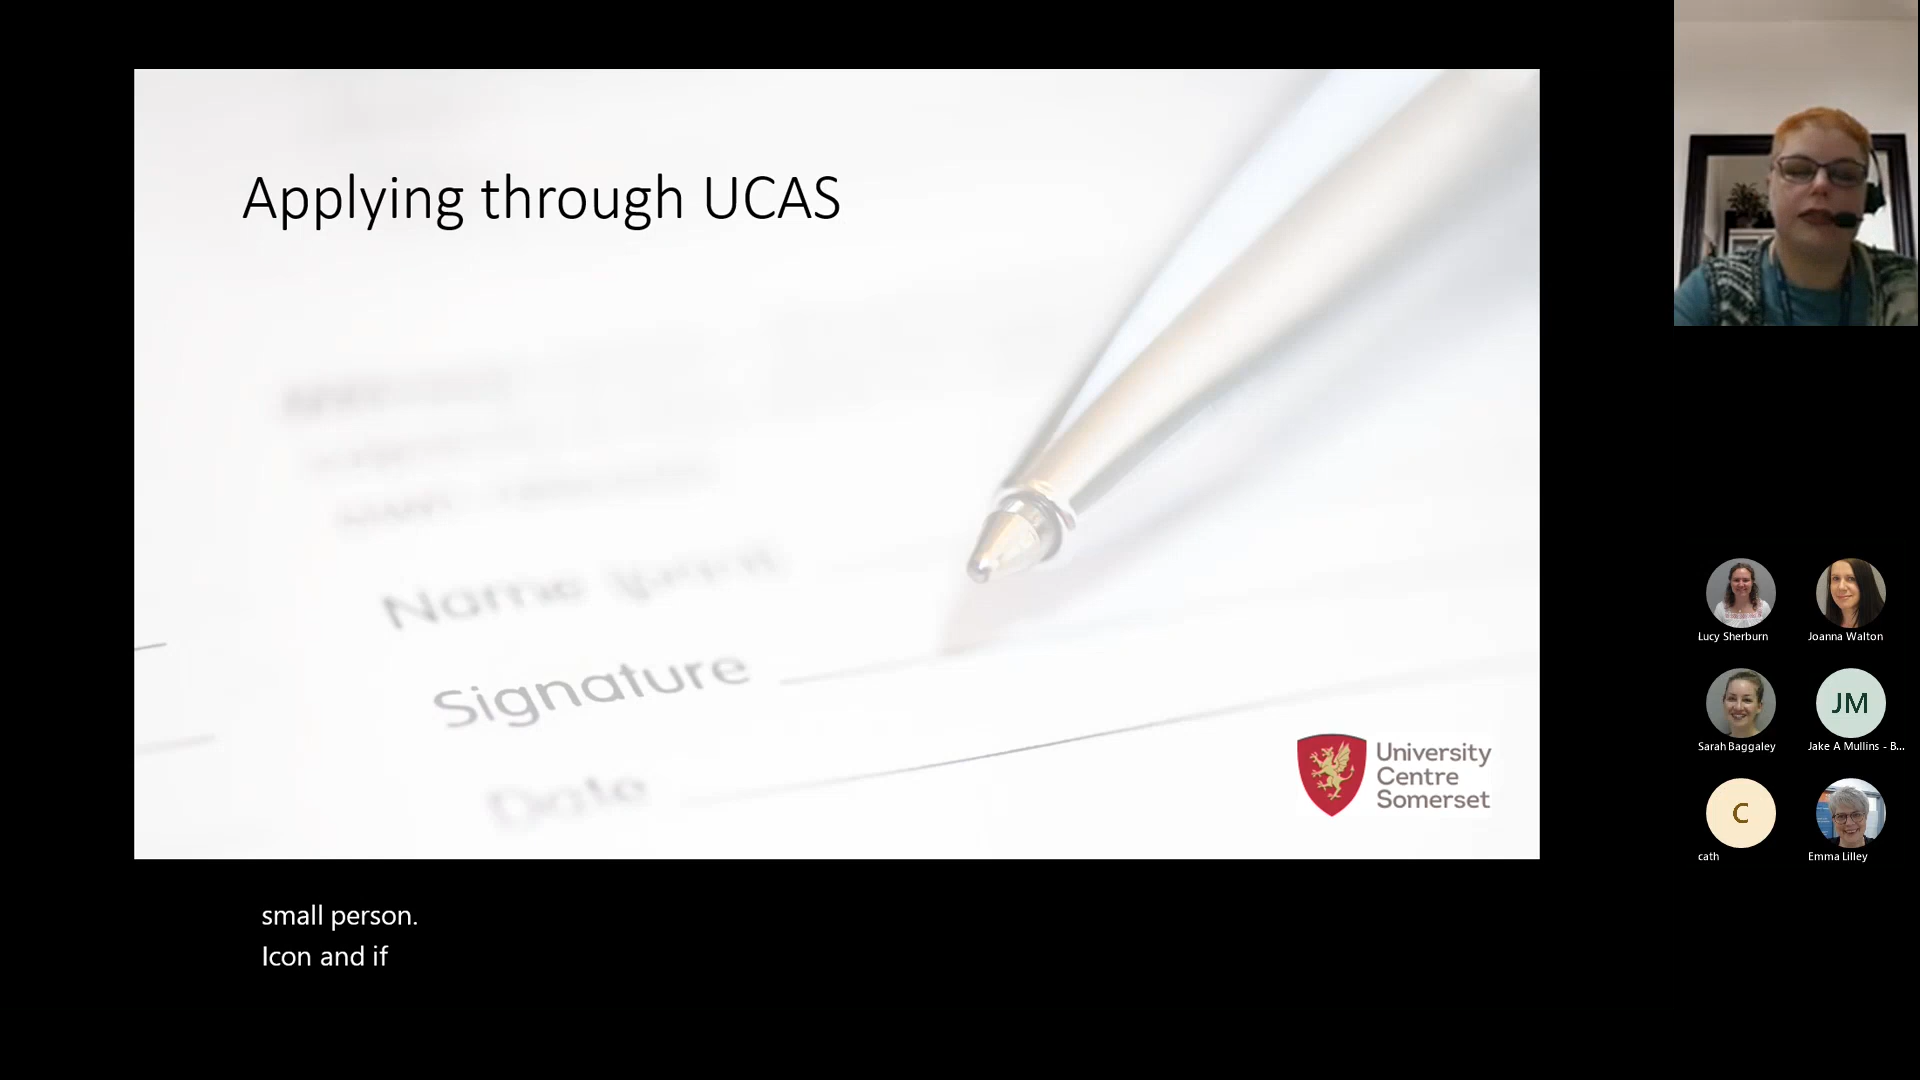 Applying through UCAS
Name (print)
Signature
Date
University
Centre
Somerset
small person.
Icon and if
Lucy Sherburn
Joanna Walton
Sarah Baggaley
JM
Jake A Mullins - B...
C
cath
Emma Lilley